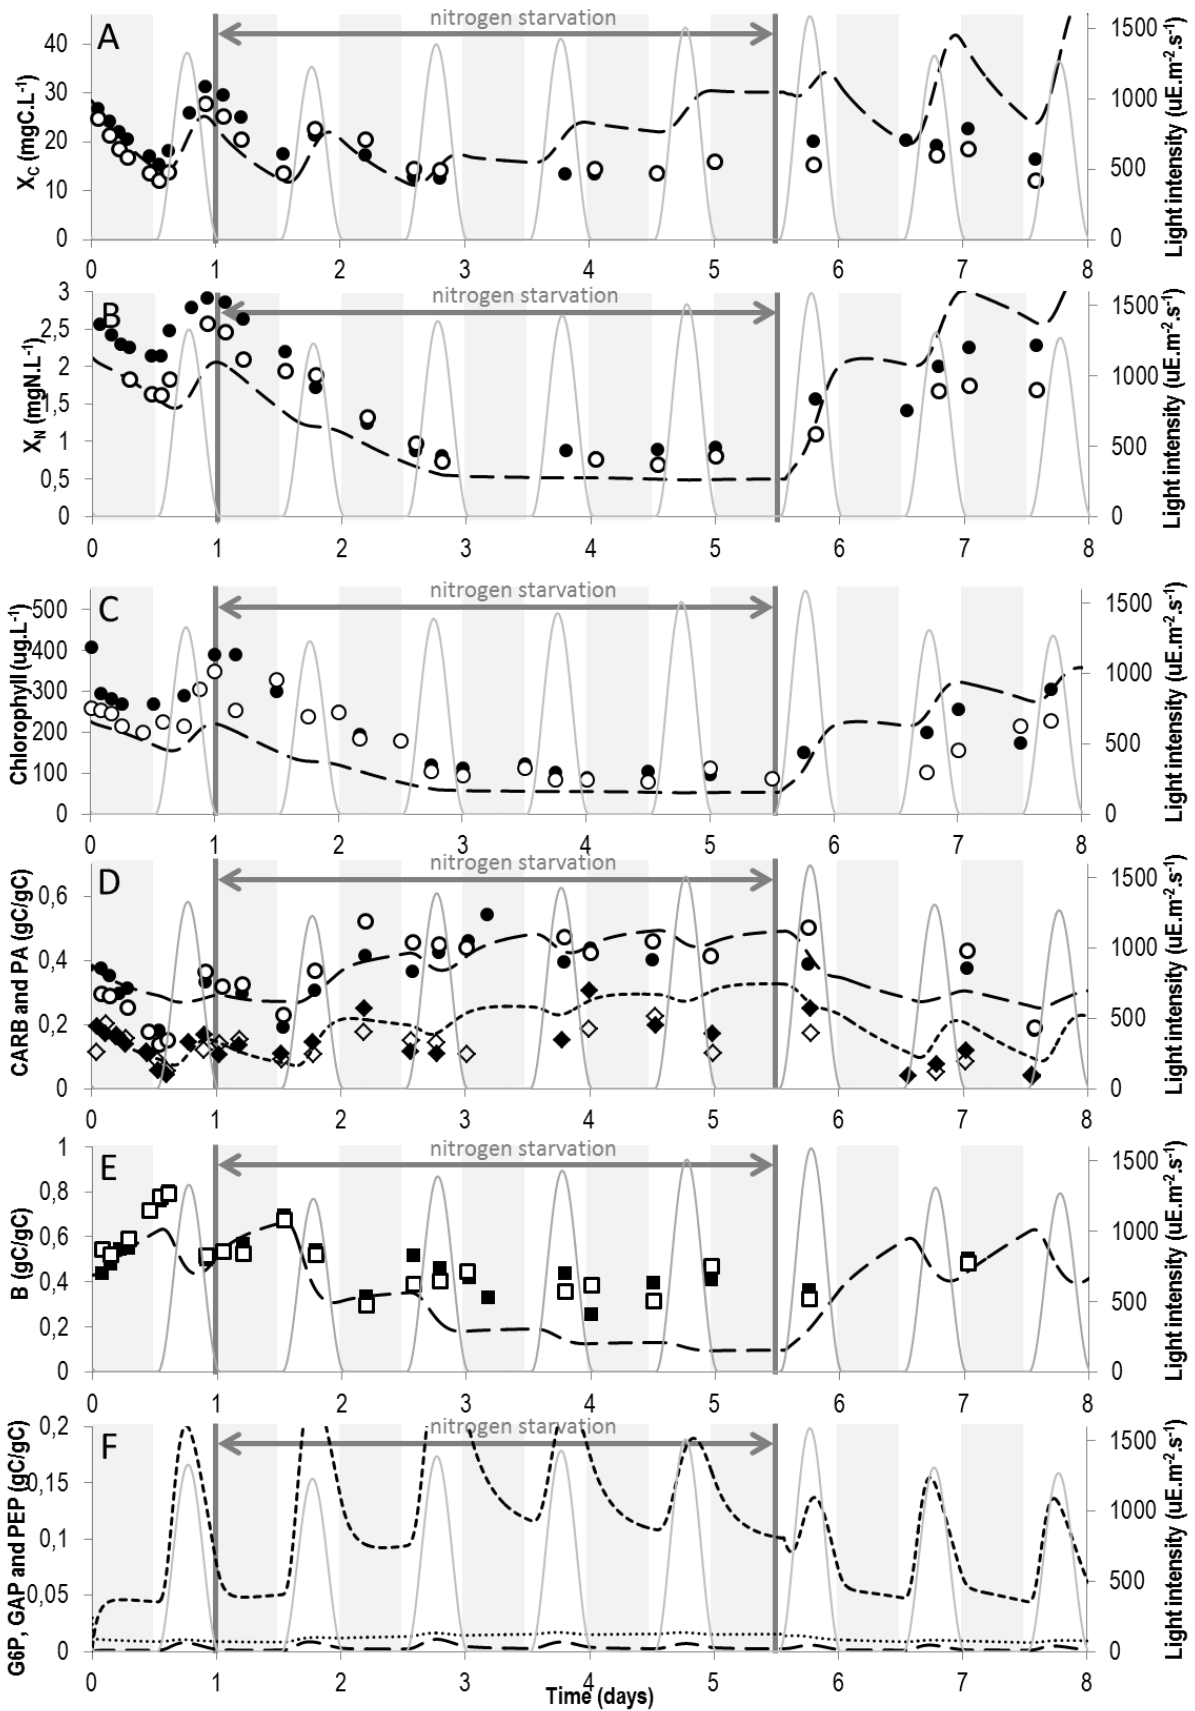 A
nitrogen starvation
X_C (mgC.L⁻¹)
40
30
20
10
0
1500
1000
500
0
Light intensity (uE.m⁻².s⁻¹)
0 1 2 3 4 5 6 7 8
B
nitrogen starvation
X_N (mgN.L⁻¹)
3
2,5
2
1,5
1
0,5
0
1500
1000
500
0
Light intensity (uE.m⁻².s⁻¹)
0 1 2 3 4 5 6 7 8
C
nitrogen starvation
Chlorophyll (ug.L⁻¹)
500
400
300
200
100
0
1500
1000
500
0
Light intensity (uE.m⁻².s⁻¹)
0 1 2 3 4 5 6 7 8
D
nitrogen starvation
CARB and PA (gC/gC)
0,6
0,4
0,2
0
1500
1000
500
0
Light intensity (uE.m⁻².s⁻¹)
0 1 2 3 4 5 6 7 8
E
nitrogen starvation
B (gC/gC)
1
0,8
0,6
0,4
0,2
0
1500
1000
500
0
Light intensity (uE.m⁻².s⁻¹)
0 1 2 3 4 5 6 7 8
F
nitrogen starvation
G6P, GAP and PEP (gC/gC)
0,2
0,15
0,1
0,05
0
1500
1000
500
0
Light intensity (uE.m⁻².s⁻¹)
0 1 2 3 4 5 6 7 8
Time (days)